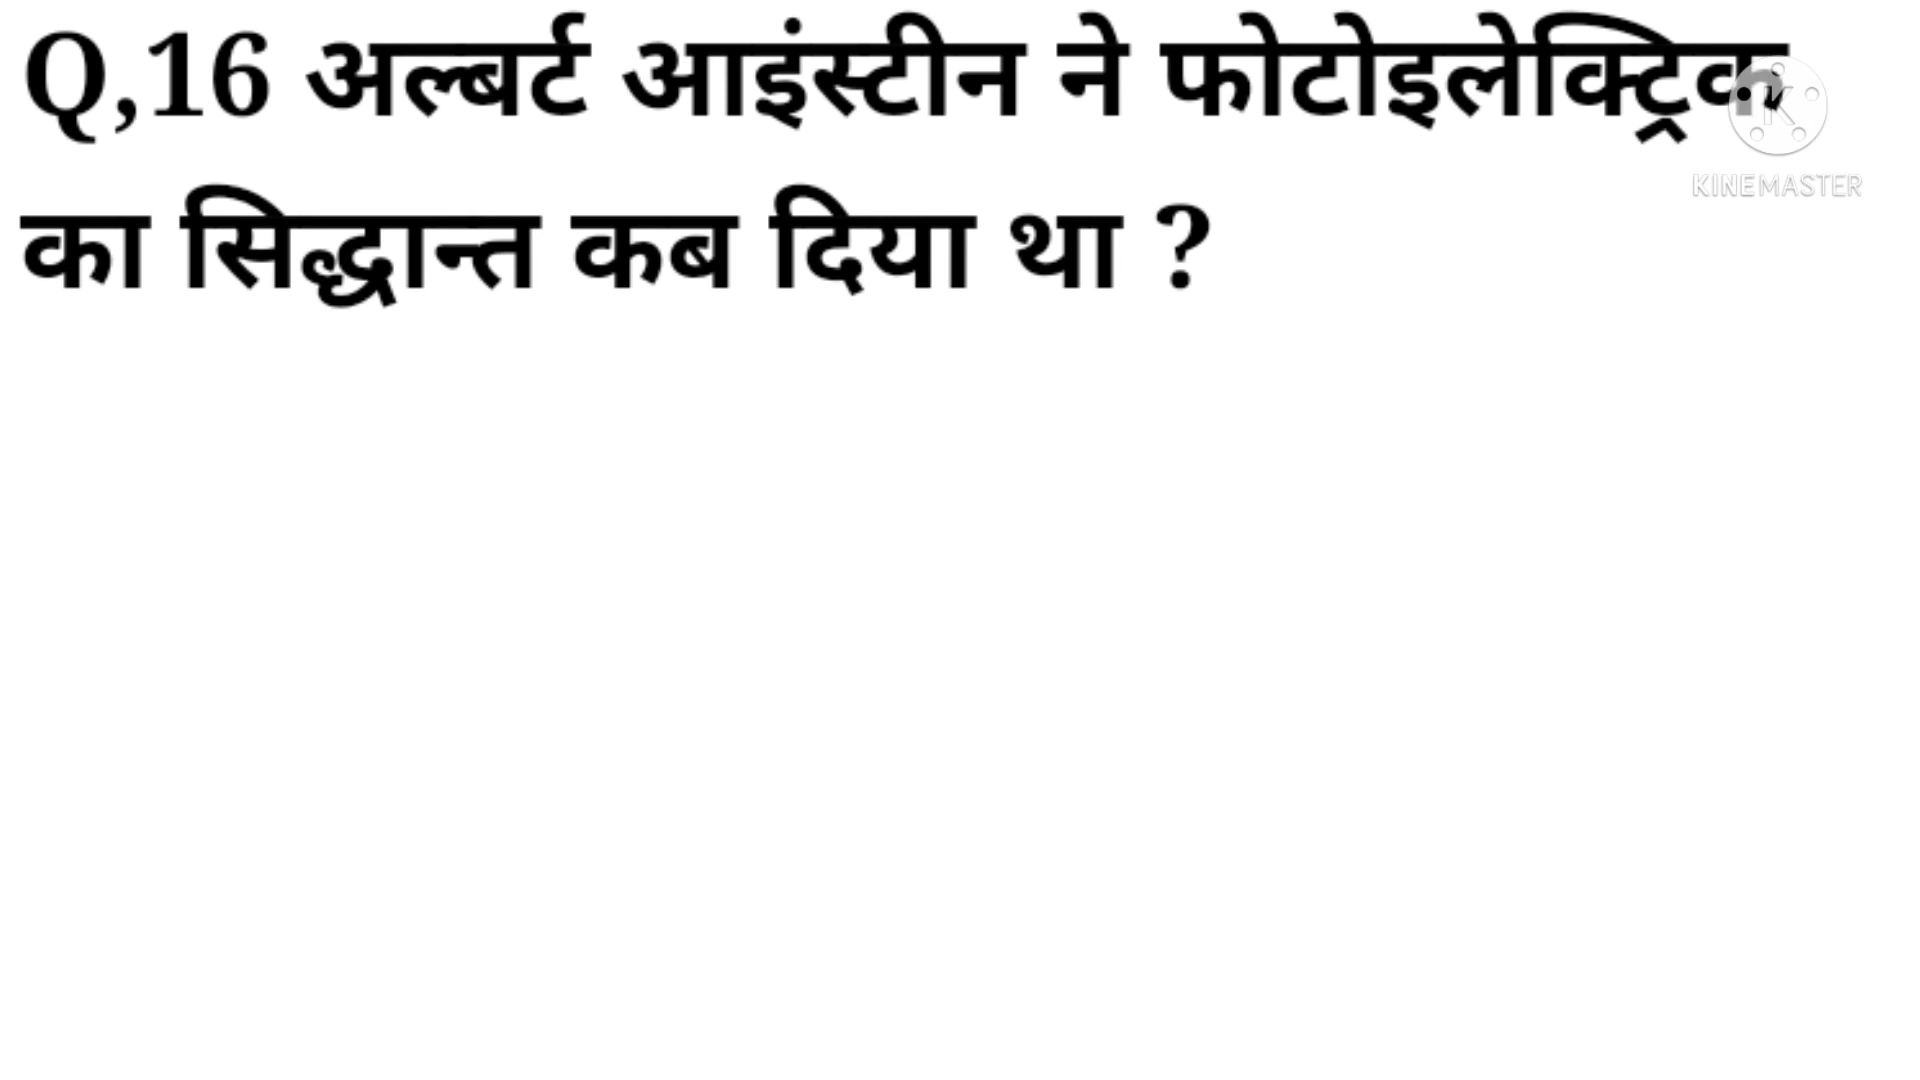 Q,16 अल्बर्ट आइंस्टीन ने फोटोइलेक्ट्रिक
का सिद्धान्त कब दिया था ?
KINEMASTER